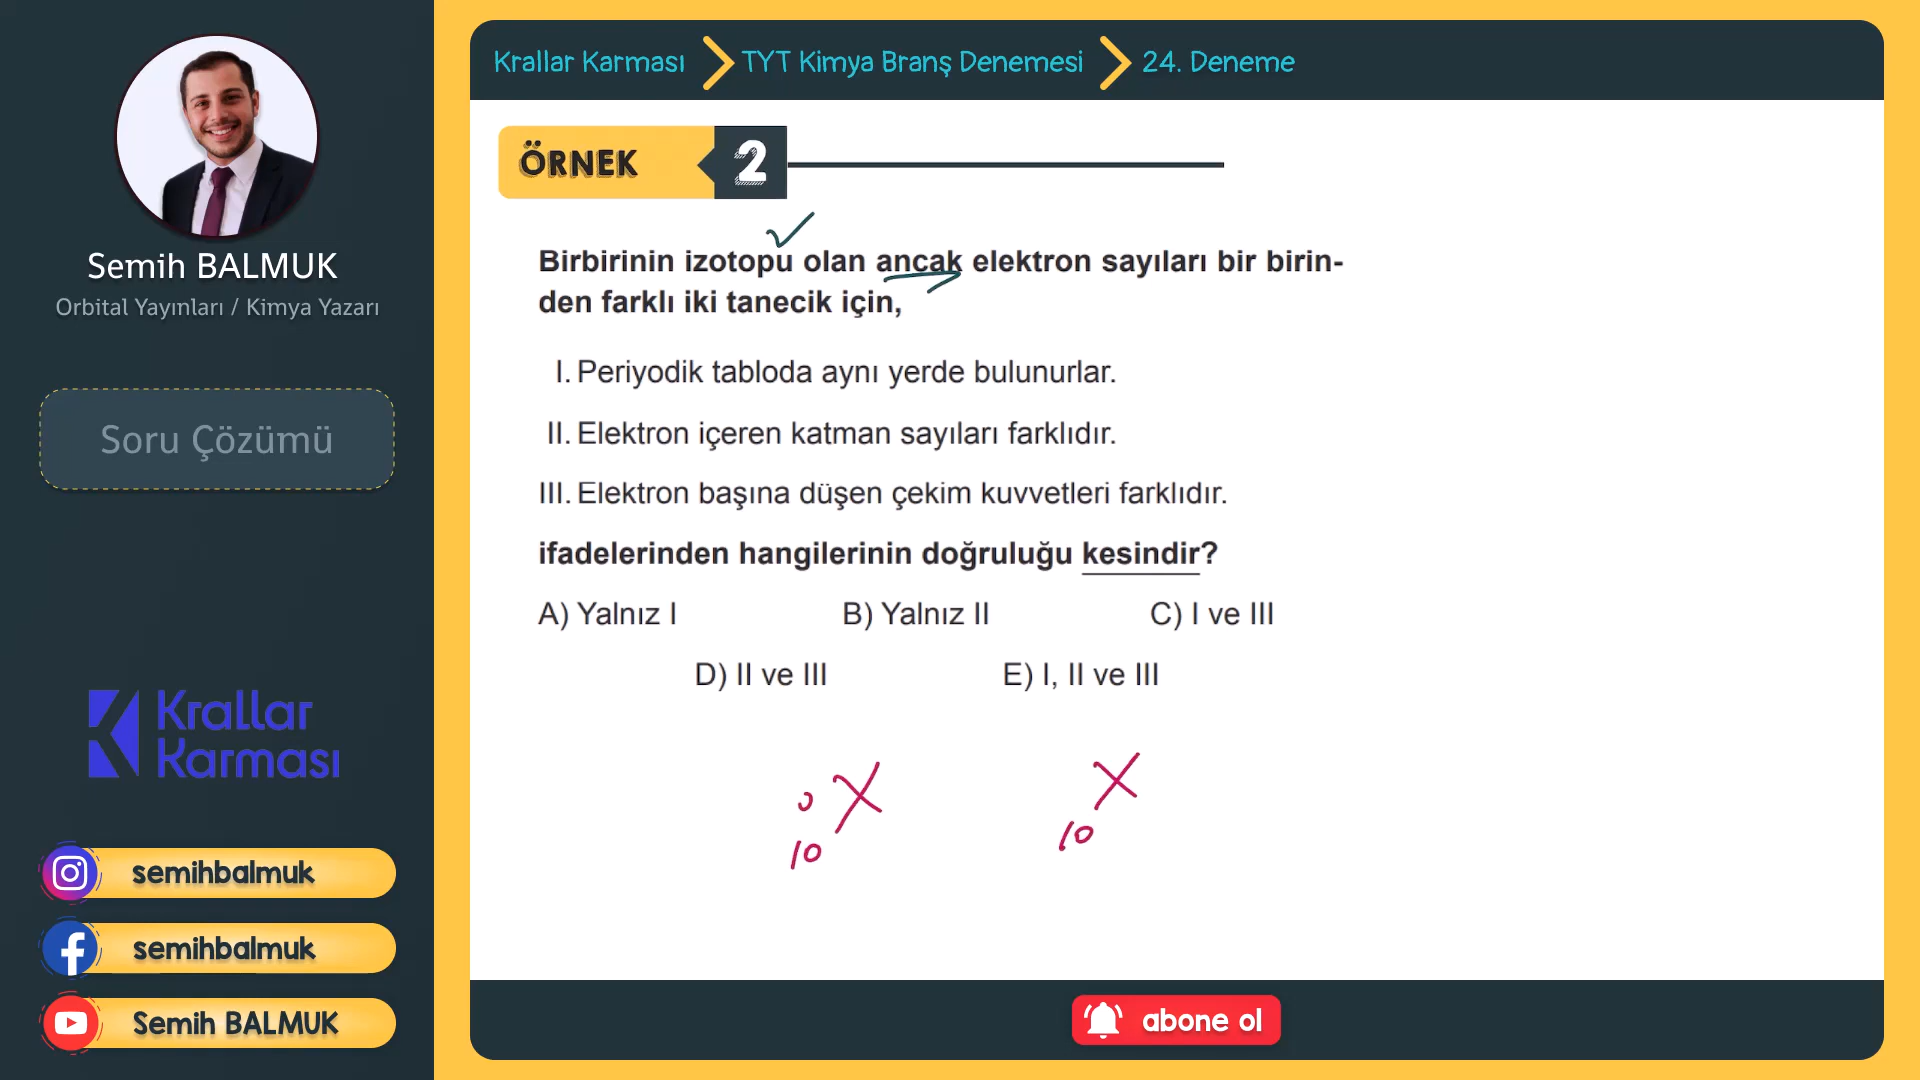 Krallar Karması TYT Kimya Branş Denemesi 24. Deneme
Semih BALMUK
Orbital Yayınları / Kimya Yazarı
Soru Çözümü
Krallar
Karması
semihbalmuk
semihbalmuk
Semih BALMUK
ÖRNEK 2
Birbirinin izotopu olan ancak elektron sayıları bir birin-
den farklı iki tanecik için,
I. Periyodik tabloda aynı yerde bulunurlar.
II. Elektron içeren katman sayıları farklıdır.
III. Elektron başına düşen çekim kuvvetleri farklıdır.
ifadelerinden hangilerinin doğruluğu kesindir?
A) Yalnız I B) Yalnız II C) I ve III
D) II ve III E) I, II ve III
X X
10 10
abone ol